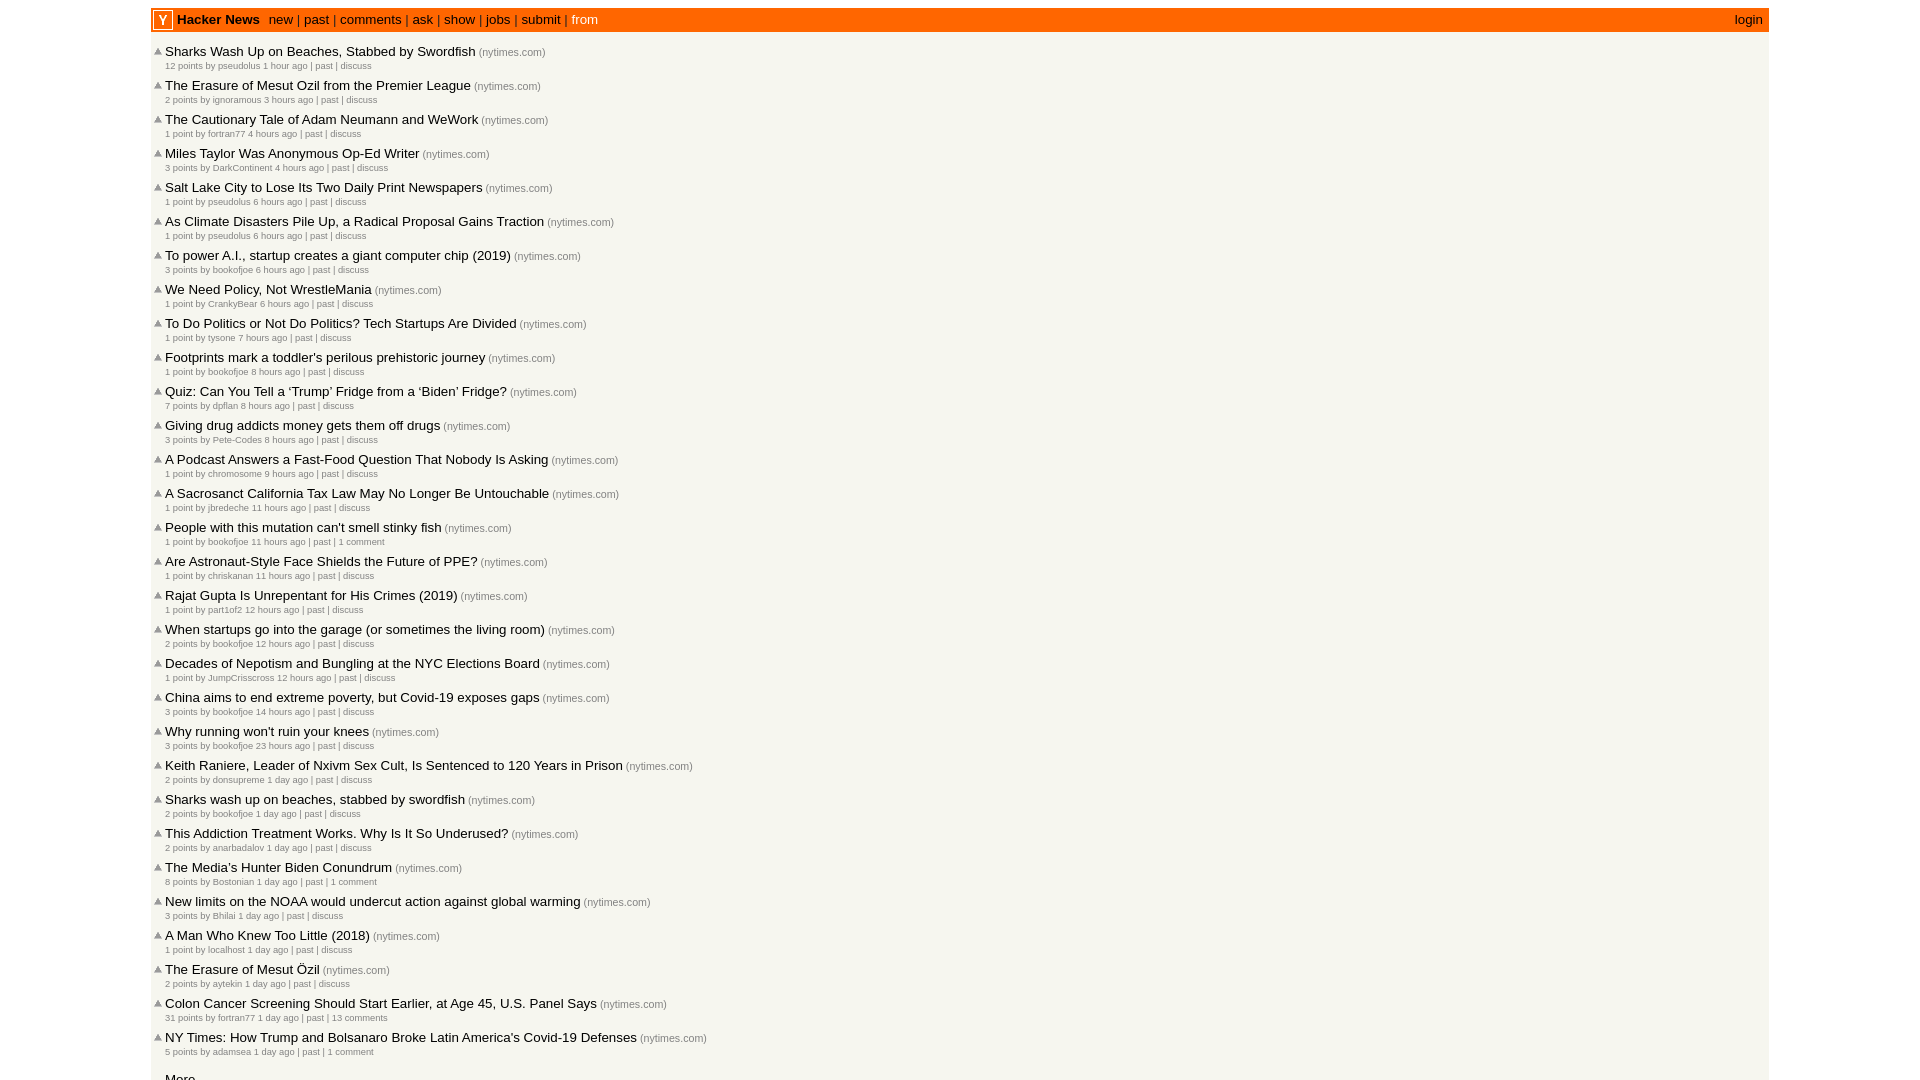 Y Hacker News new | past | comments | ask | show | jobs | submit | from login
Sharks Wash Up on Beaches, Stabbed by Swordfish (nytimes.com)
12 points by pseudolus 1 hour ago | past | discuss
The Erasure of Mesut Ozil from the Premier League (nytimes.com)
2 points by ignoramous 3 hours ago | past | discuss
The Cautionary Tale of Adam Neumann and WeWork (nytimes.com)
1 point by fortran77 4 hours ago | past | discuss
Miles Taylor Was Anonymous Op-Ed Writer (nytimes.com)
3 points by DarkContinent 4 hours ago | past | discuss
Salt Lake City to Lose Its Two Daily Print Newspapers (nytimes.com)
1 point by pseudolus 6 hours ago | past | discuss
As Climate Disasters Pile Up, a Radical Proposal Gains Traction (nytimes.com)
1 point by pseudolus 6 hours ago | past | discuss
To power A.I., startup creates a giant computer chip (2019) (nytimes.com)
3 points by bookofjoe 6 hours ago | past | discuss
We Need Policy, Not WrestleMania (nytimes.com)
1 point by CrankyBear 6 hours ago | past | discuss
To Do Politics or Not Do Politics? Tech Startups Are Divided (nytimes.com)
1 point by tysone 7 hours ago | past | discuss
Footprints mark a toddler's perilous prehistoric journey (nytimes.com)
1 point by bookofjoe 8 hours ago | past | discuss
Quiz: Can You Tell a ‘Trump’ Fridge from a ‘Biden’ Fridge? (nytimes.com)
7 points by dpflan 8 hours ago | past | discuss
Giving drug addicts money gets them off drugs (nytimes.com)
3 points by Pete-Codes 8 hours ago | past | discuss
A Podcast Answers a Fast-Food Question That Nobody Is Asking (nytimes.com)
1 point by chromosome 9 hours ago | past | discuss
A Sacrosanct California Tax Law May No Longer Be Untouchable (nytimes.com)
1 point by jbredeche 11 hours ago | past | discuss
People with this mutation can't smell stinky fish (nytimes.com)
1 point by bookofjoe 11 hours ago | past | 1 comment
Are Astronaut-Style Face Shields the Future of PPE? (nytimes.com)
1 point by chriskanan 11 hours ago | past | discuss
Rajat Gupta Is Unrepentant for His Crimes (2019) (nytimes.com)
1 point by part1of2 12 hours ago | past | discuss
When startups go into the garage (or sometimes the living room) (nytimes.com)
2 points by bookofjoe 12 hours ago | past | discuss
Decades of Nepotism and Bungling at the NYC Elections Board (nytimes.com)
1 point by JumpCrisscross 12 hours ago | past | discuss
China aims to end extreme poverty, but Covid-19 exposes gaps (nytimes.com)
3 points by bookofjoe 14 hours ago | past | discuss
Why running won't ruin your knees (nytimes.com)
3 points by bookofjoe 23 hours ago | past | discuss
Keith Raniere, Leader of Nxivm Sex Cult, Is Sentenced to 120 Years in Prison (nytimes.com)
2 points by donsupreme 1 day ago | past | discuss
Sharks wash up on beaches, stabbed by swordfish (nytimes.com)
2 points by bookofjoe 1 day ago | past | discuss
This Addiction Treatment Works. Why Is It So Underused? (nytimes.com)
2 points by anarbadalov 1 day ago | past | discuss
The Media’s Hunter Biden Conundrum (nytimes.com)
8 points by Bostonian 1 day ago | past | 1 comment
New limits on the NOAA would undercut action against global warming (nytimes.com)
3 points by Bhilai 1 day ago | past | discuss
A Man Who Knew Too Little (2018) (nytimes.com)
1 point by localhost 1 day ago | past | discuss
The Erasure of Mesut Özil (nytimes.com)
2 points by aytekin 1 day ago | past | discuss
Colon Cancer Screening Should Start Earlier, at Age 45, U.S. Panel Says (nytimes.com)
31 points by fortran77 1 day ago | past | 13 comments
NY Times: How Trump and Bolsanaro Broke Latin America's Covid-19 Defenses (nytimes.com)
5 points by adamsea 1 day ago | past | 1 comment
More